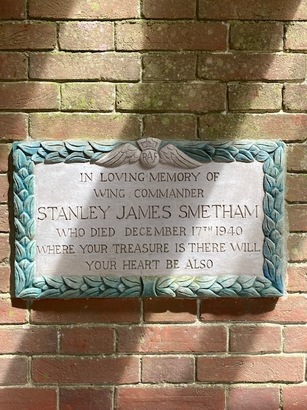 RAF
IN LOVING MEMORY OF
WING COMMANDER
STANLEY JAMES SMETHAM
WHO DIED DECEMBER 17TH 1940
WHERE YOUR TREASURE IS THERE WILL
YOUR HEART BE ALSO